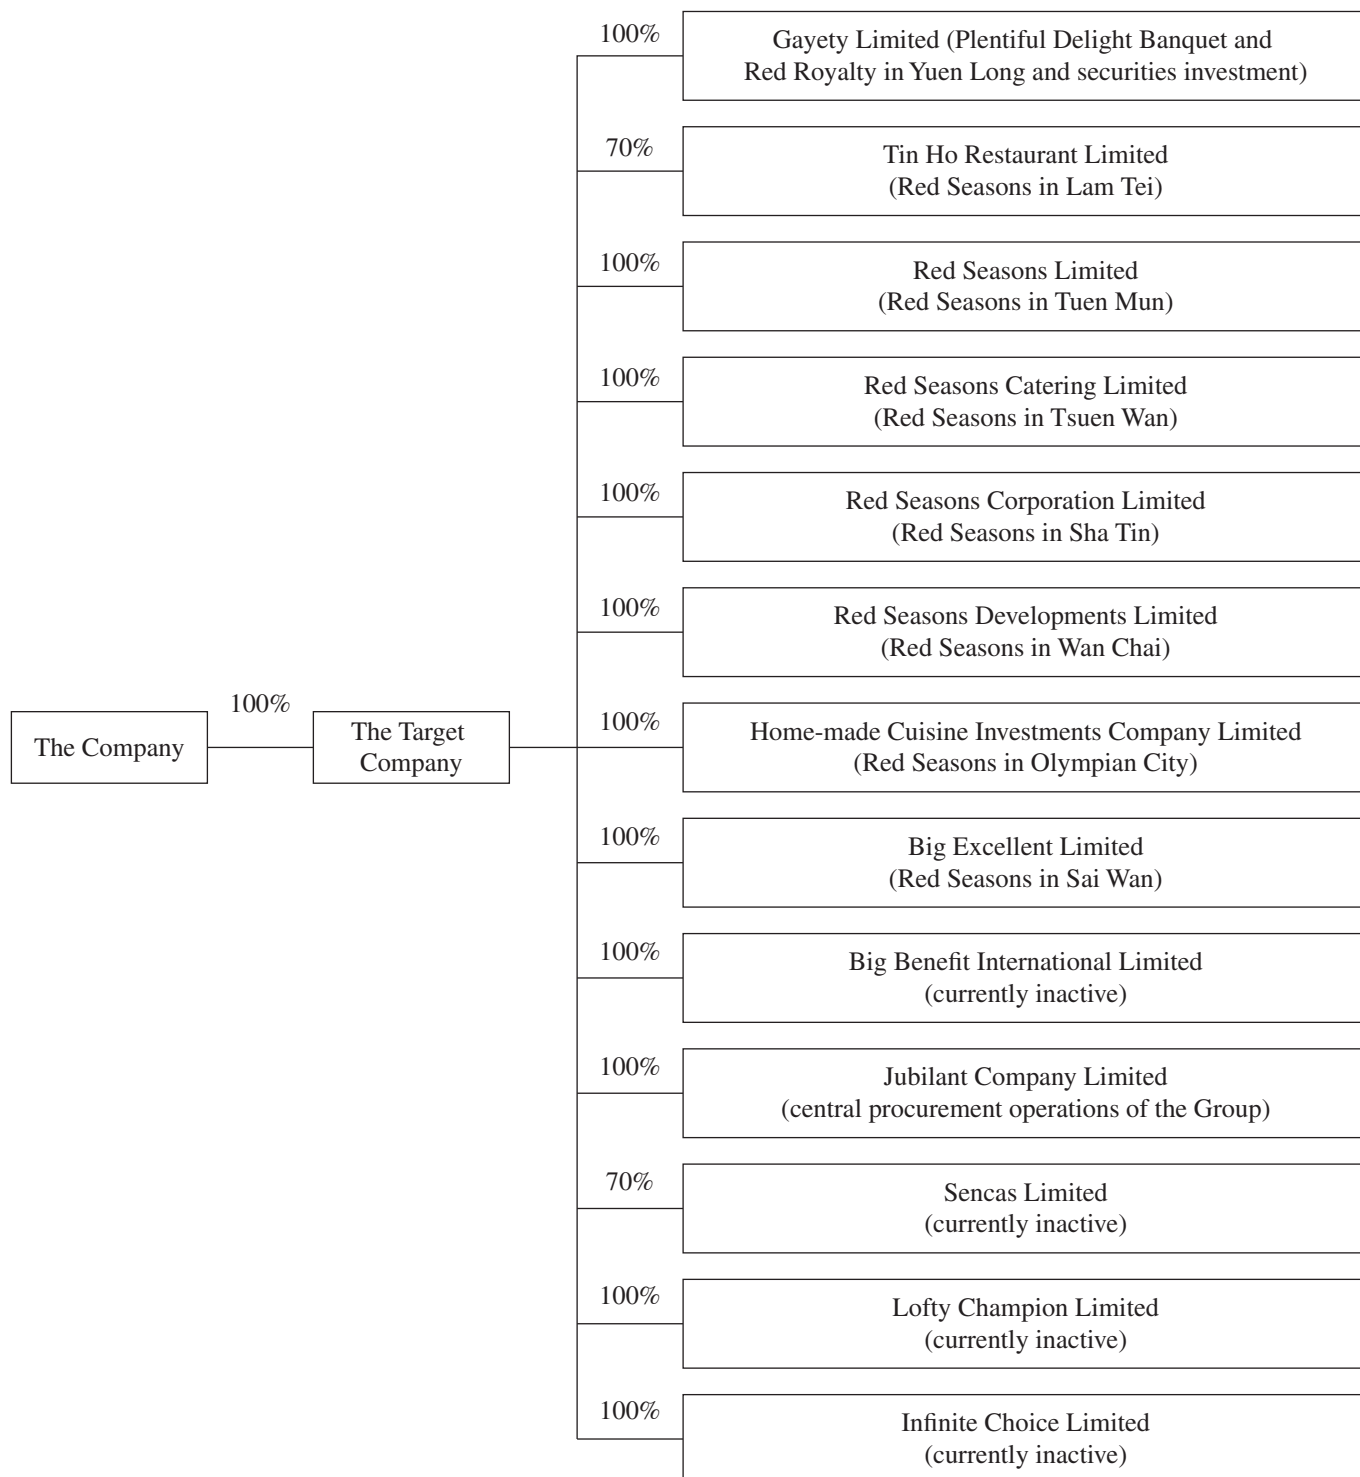 100%
Gayety Limited (Plentiful Delight Banquet and
Red Royalty in Yuen Long and securities investment)
70%
Tin Ho Restaurant Limited
(Red Seasons in Lam Tei)
100%
Red Seasons Limited
(Red Seasons in Tuen Mun)
100%
Red Seasons Catering Limited
(Red Seasons in Tsuen Wan)
100%
Red Seasons Corporation Limited
(Red Seasons in Sha Tin)
100%
Red Seasons Developments Limited
(Red Seasons in Wan Chai)
The Company
100%
The Target
Company
100%
Home-made Cuisine Investments Company Limited
(Red Seasons in Olympian City)
100%
Big Excellent Limited
(Red Seasons in Sai Wan)
100%
Big Benefit International Limited
(currently inactive)
100%
Jubilant Company Limited
(central procurement operations of the Group)
70%
Sencas Limited
(currently inactive)
100%
Lofty Champion Limited
(currently inactive)
100%
Infinite Choice Limited
(currently inactive)